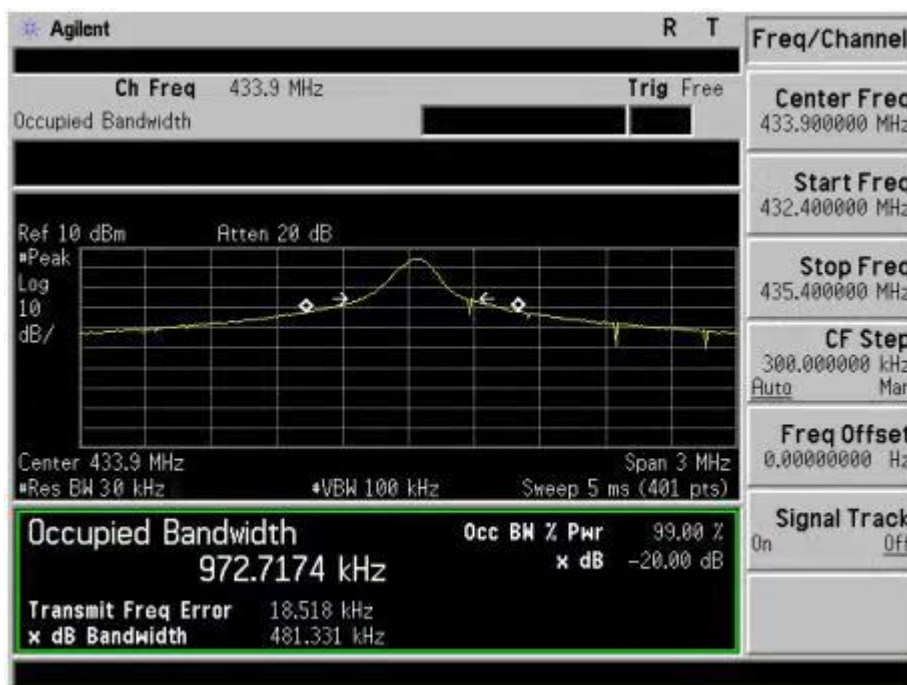 Agilent R T
Freq/Channel
Ch Freq 433.9 MHz Trig Free
Occupied Bandwidth
Center Freq
433.900000 MHz
Start Freq
432.400000 MHz
Stop Freq
435.400000 MHz
CF Step
300.000000 kHz
Auto Man
Freq Offset
0.00000000 Hz
Signal Track
On Off
Ref 10 dBm Atten 20 dB
#Peak
Log
10
dB/
Center 433.9 MHz Span 3 MHz
#Res BW 30 kHz #VBW 100 kHz Sweep 5 ms (401 pts)
Occupied Bandwidth
972.7174 kHz
Occ BW % Pwr 99.00 %
x dB -20.00 dB
Transmit Freq Error 18.518 kHz
x dB Bandwidth 481.331 kHz